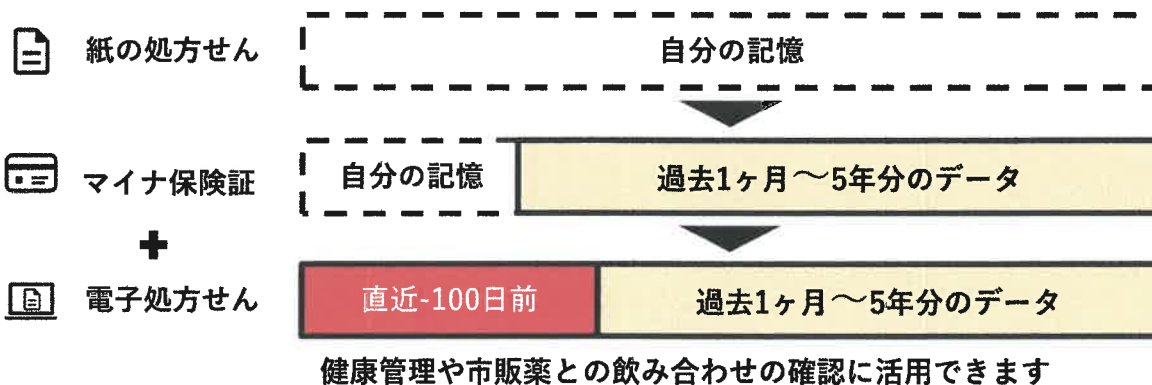 紙の処方せん
自分の記憶
マイナ保険証
自分の記憶
過去1ヶ月〜5年分のデータ
+
電子処方せん
直近-100日前
過去1ヶ月〜5年分のデータ
健康管理や市販薬との飲み合わせの確認に活用できます